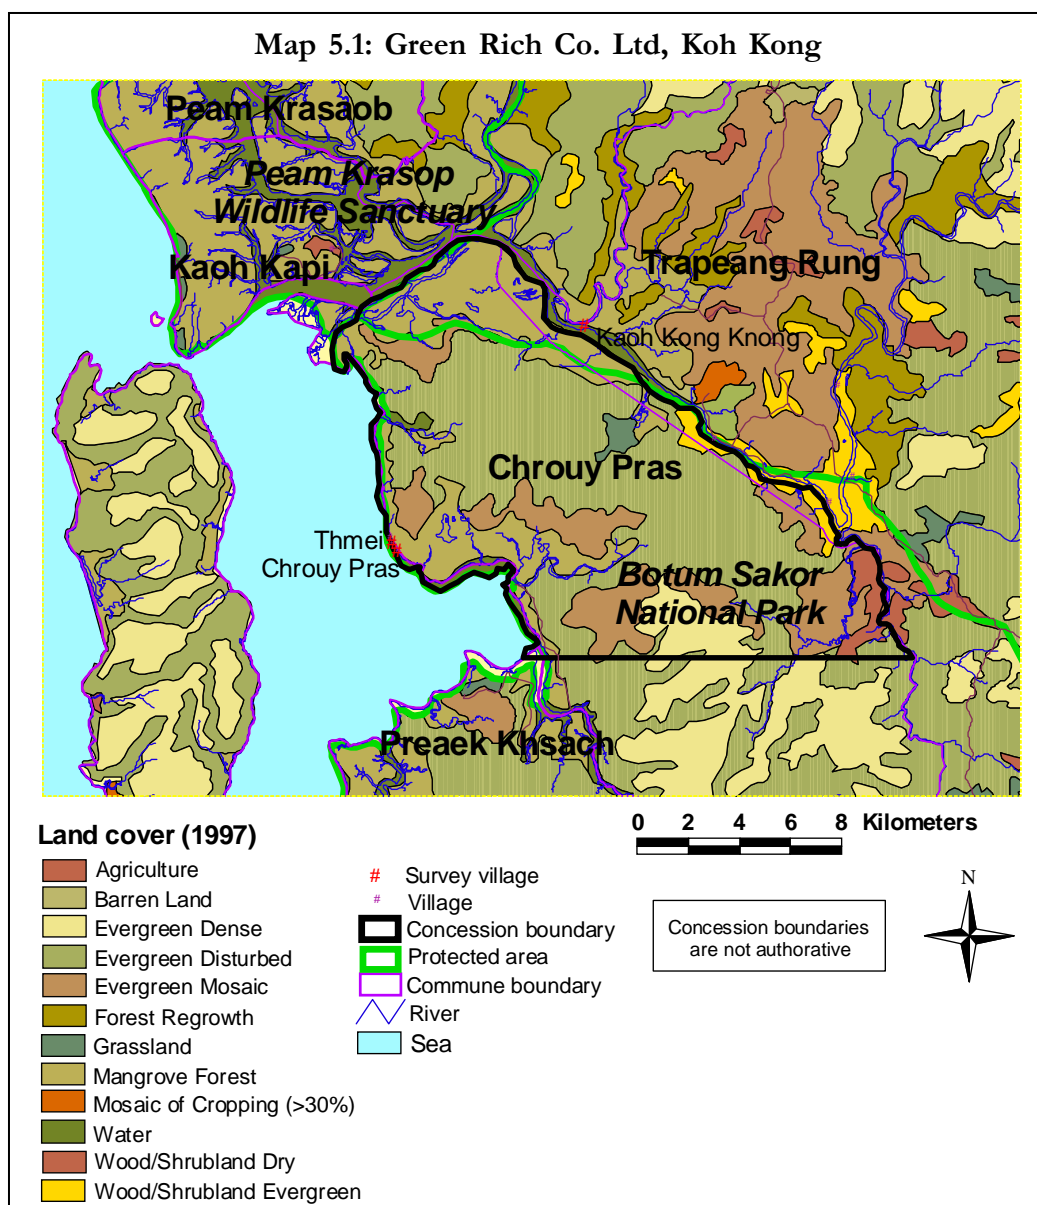 Map 5.1: Green Rich Co. Ltd, Koh Kong
Peam Krasaob
Peam Krasop
Wildlife Sanctuary
Kaoh Kapi
Trapeang Rung
Kaoh Kong Knong
Chrouy Pras
Thmei
Chrouy Pras
Botum Sakor
National Park
Preaek Khsach
Land cover (1997)
Agriculture
Barren Land
Evergreen Dense
Evergreen Disturbed
Evergreen Mosaic
Forest Regrowth
Grassland
Mangrove Forest
Mosaic of Cropping (>30%)
Water
Wood/Shrubland Dry
Wood/Shrubland Evergreen
# Survey village
# Village
Concession boundary
Protected area
Commune boundary
River
Sea
0 2 4 6 8 Kilometers
Concession boundaries
are not authorative
N